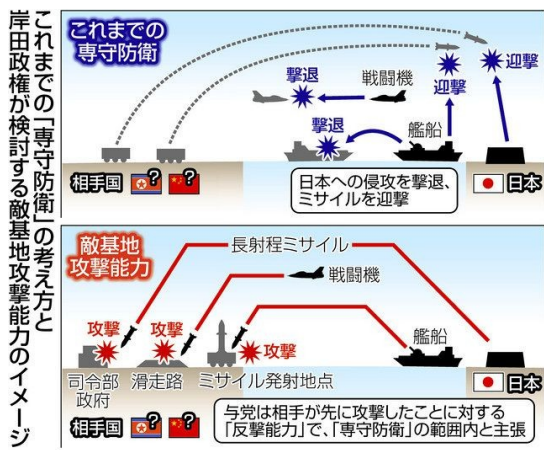 これまでの「専守防衛」の考え方と
岸田政権が検討する敵基地攻撃能力のイメージ
これまでの
専守防衛
迎撃
迎撃
撃退
戦闘機
撃退
艦船
相手国
?
?
日本
日本への侵攻を撃退、
ミサイルを迎撃
敵基地
攻撃能力
長射程ミサイル
戦闘機
攻撃
攻撃
攻撃
艦船
司令部
政府
滑走路
ミサイル発射地点
日本
相手国
?
?
与党は相手が先に攻撃したことに対する
「反撃能力」で、「専守防衛」の範囲内と主張